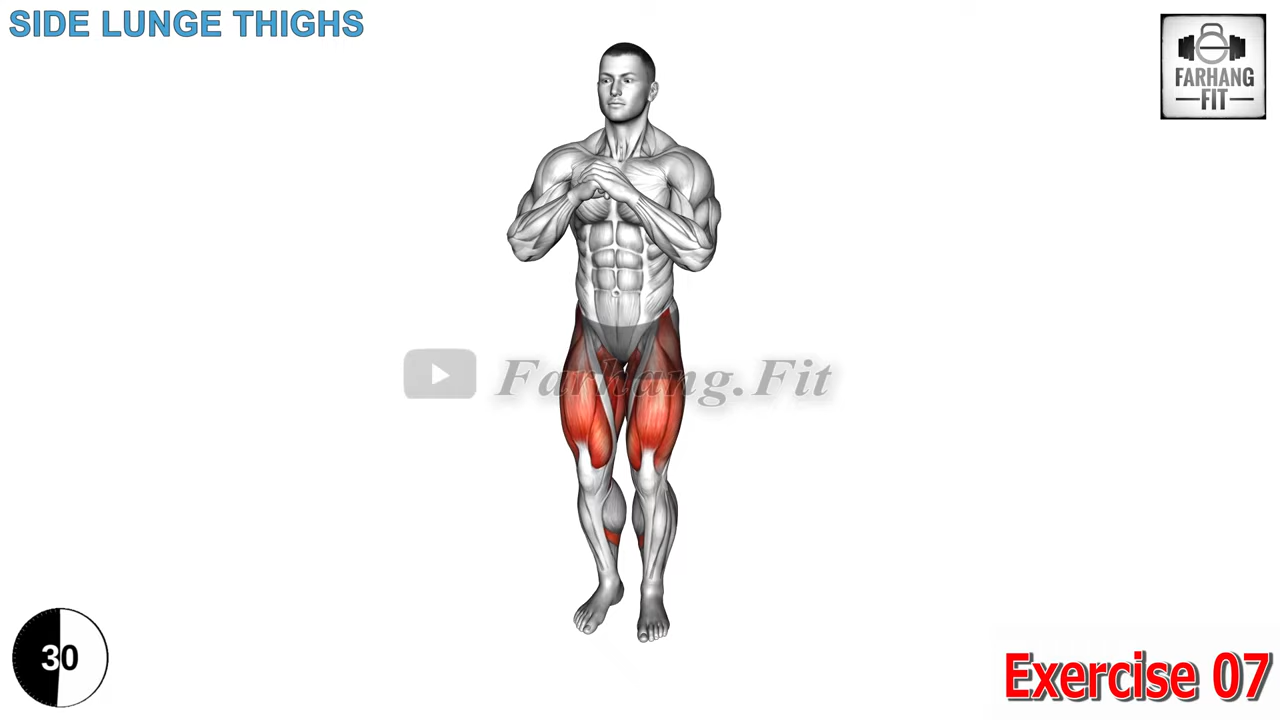 SIDE LUNGE THIGHS
FARHANG
FIT
Farhang.Fit
30
Exercise 07